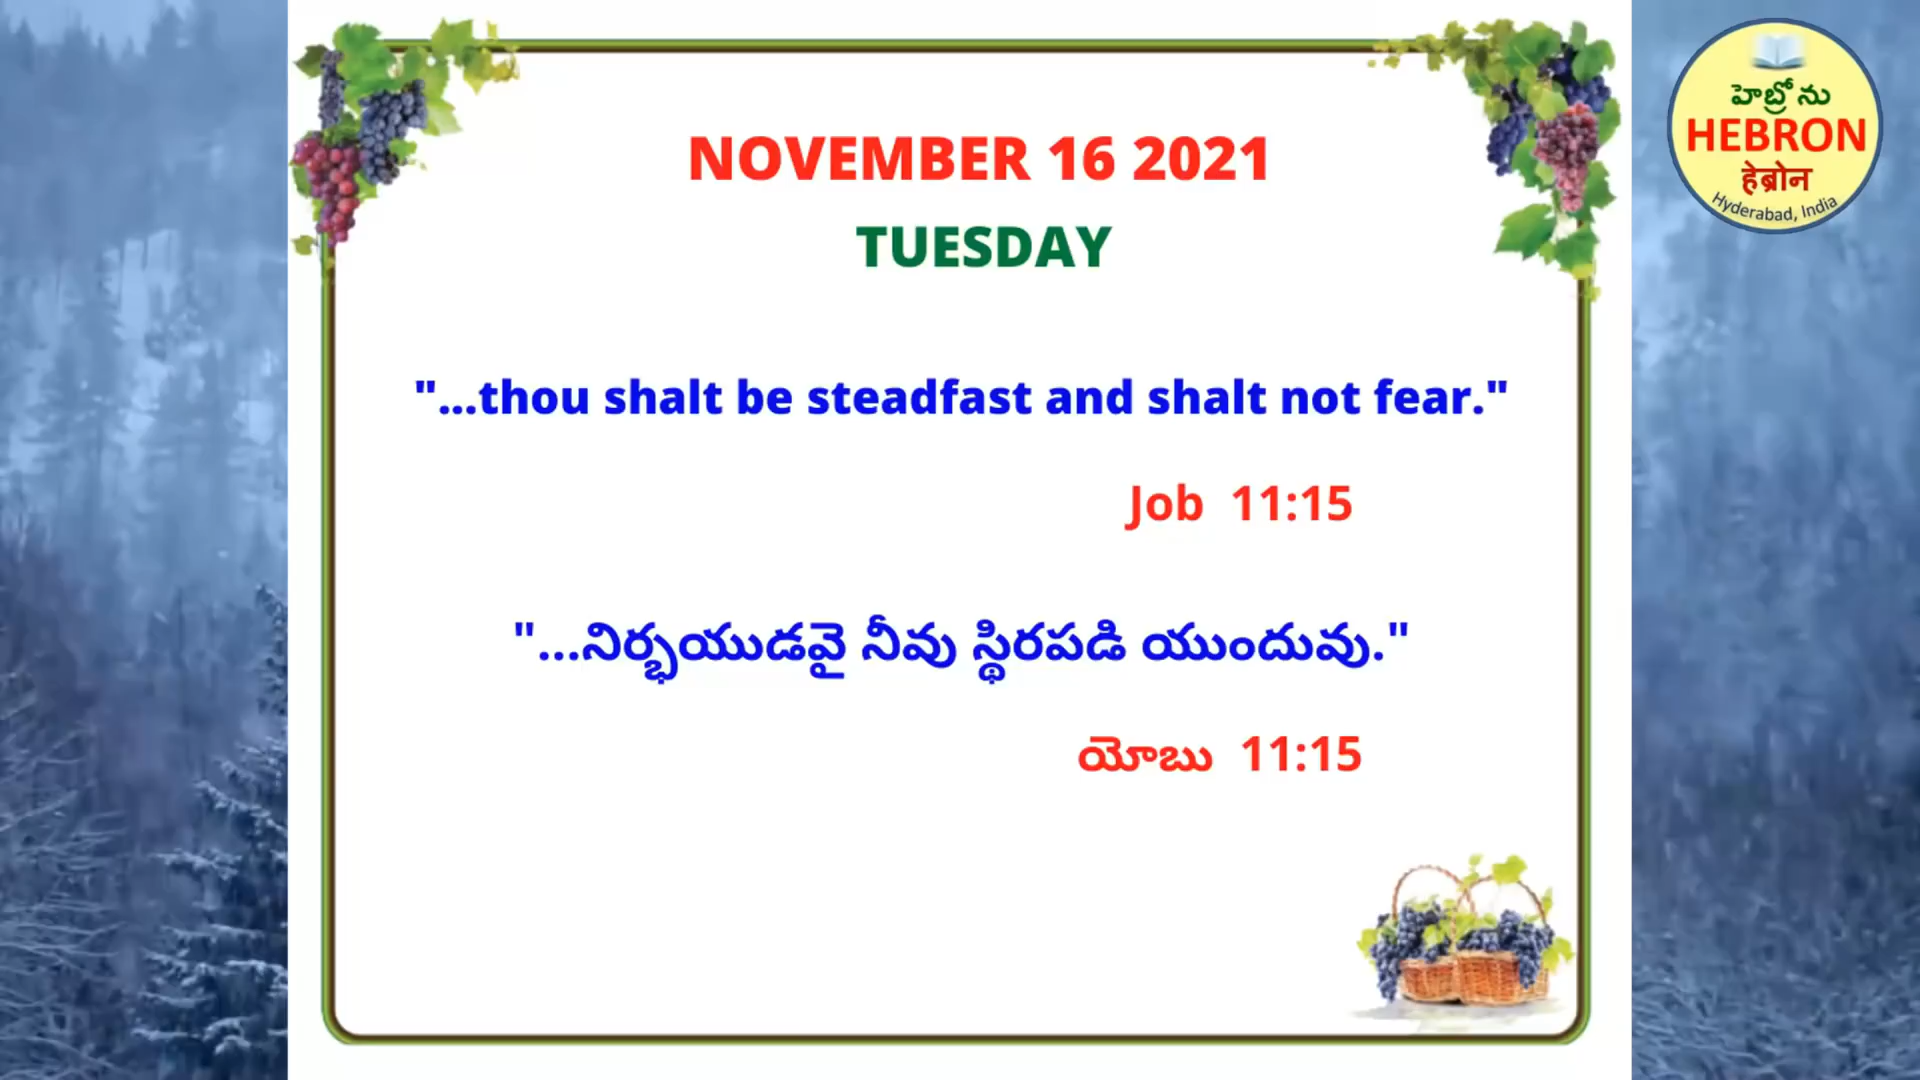 NOVEMBER 16 2021
TUESDAY
"...thou shalt be steadfast and shalt not fear."
Job 11:15
"...నిర్భయుడవై నీవు స్థిరపడి యుందువు."
యోబు 11:15
హెబ్రోను
HEBRON
हेब्रोन
Hyderabad, India